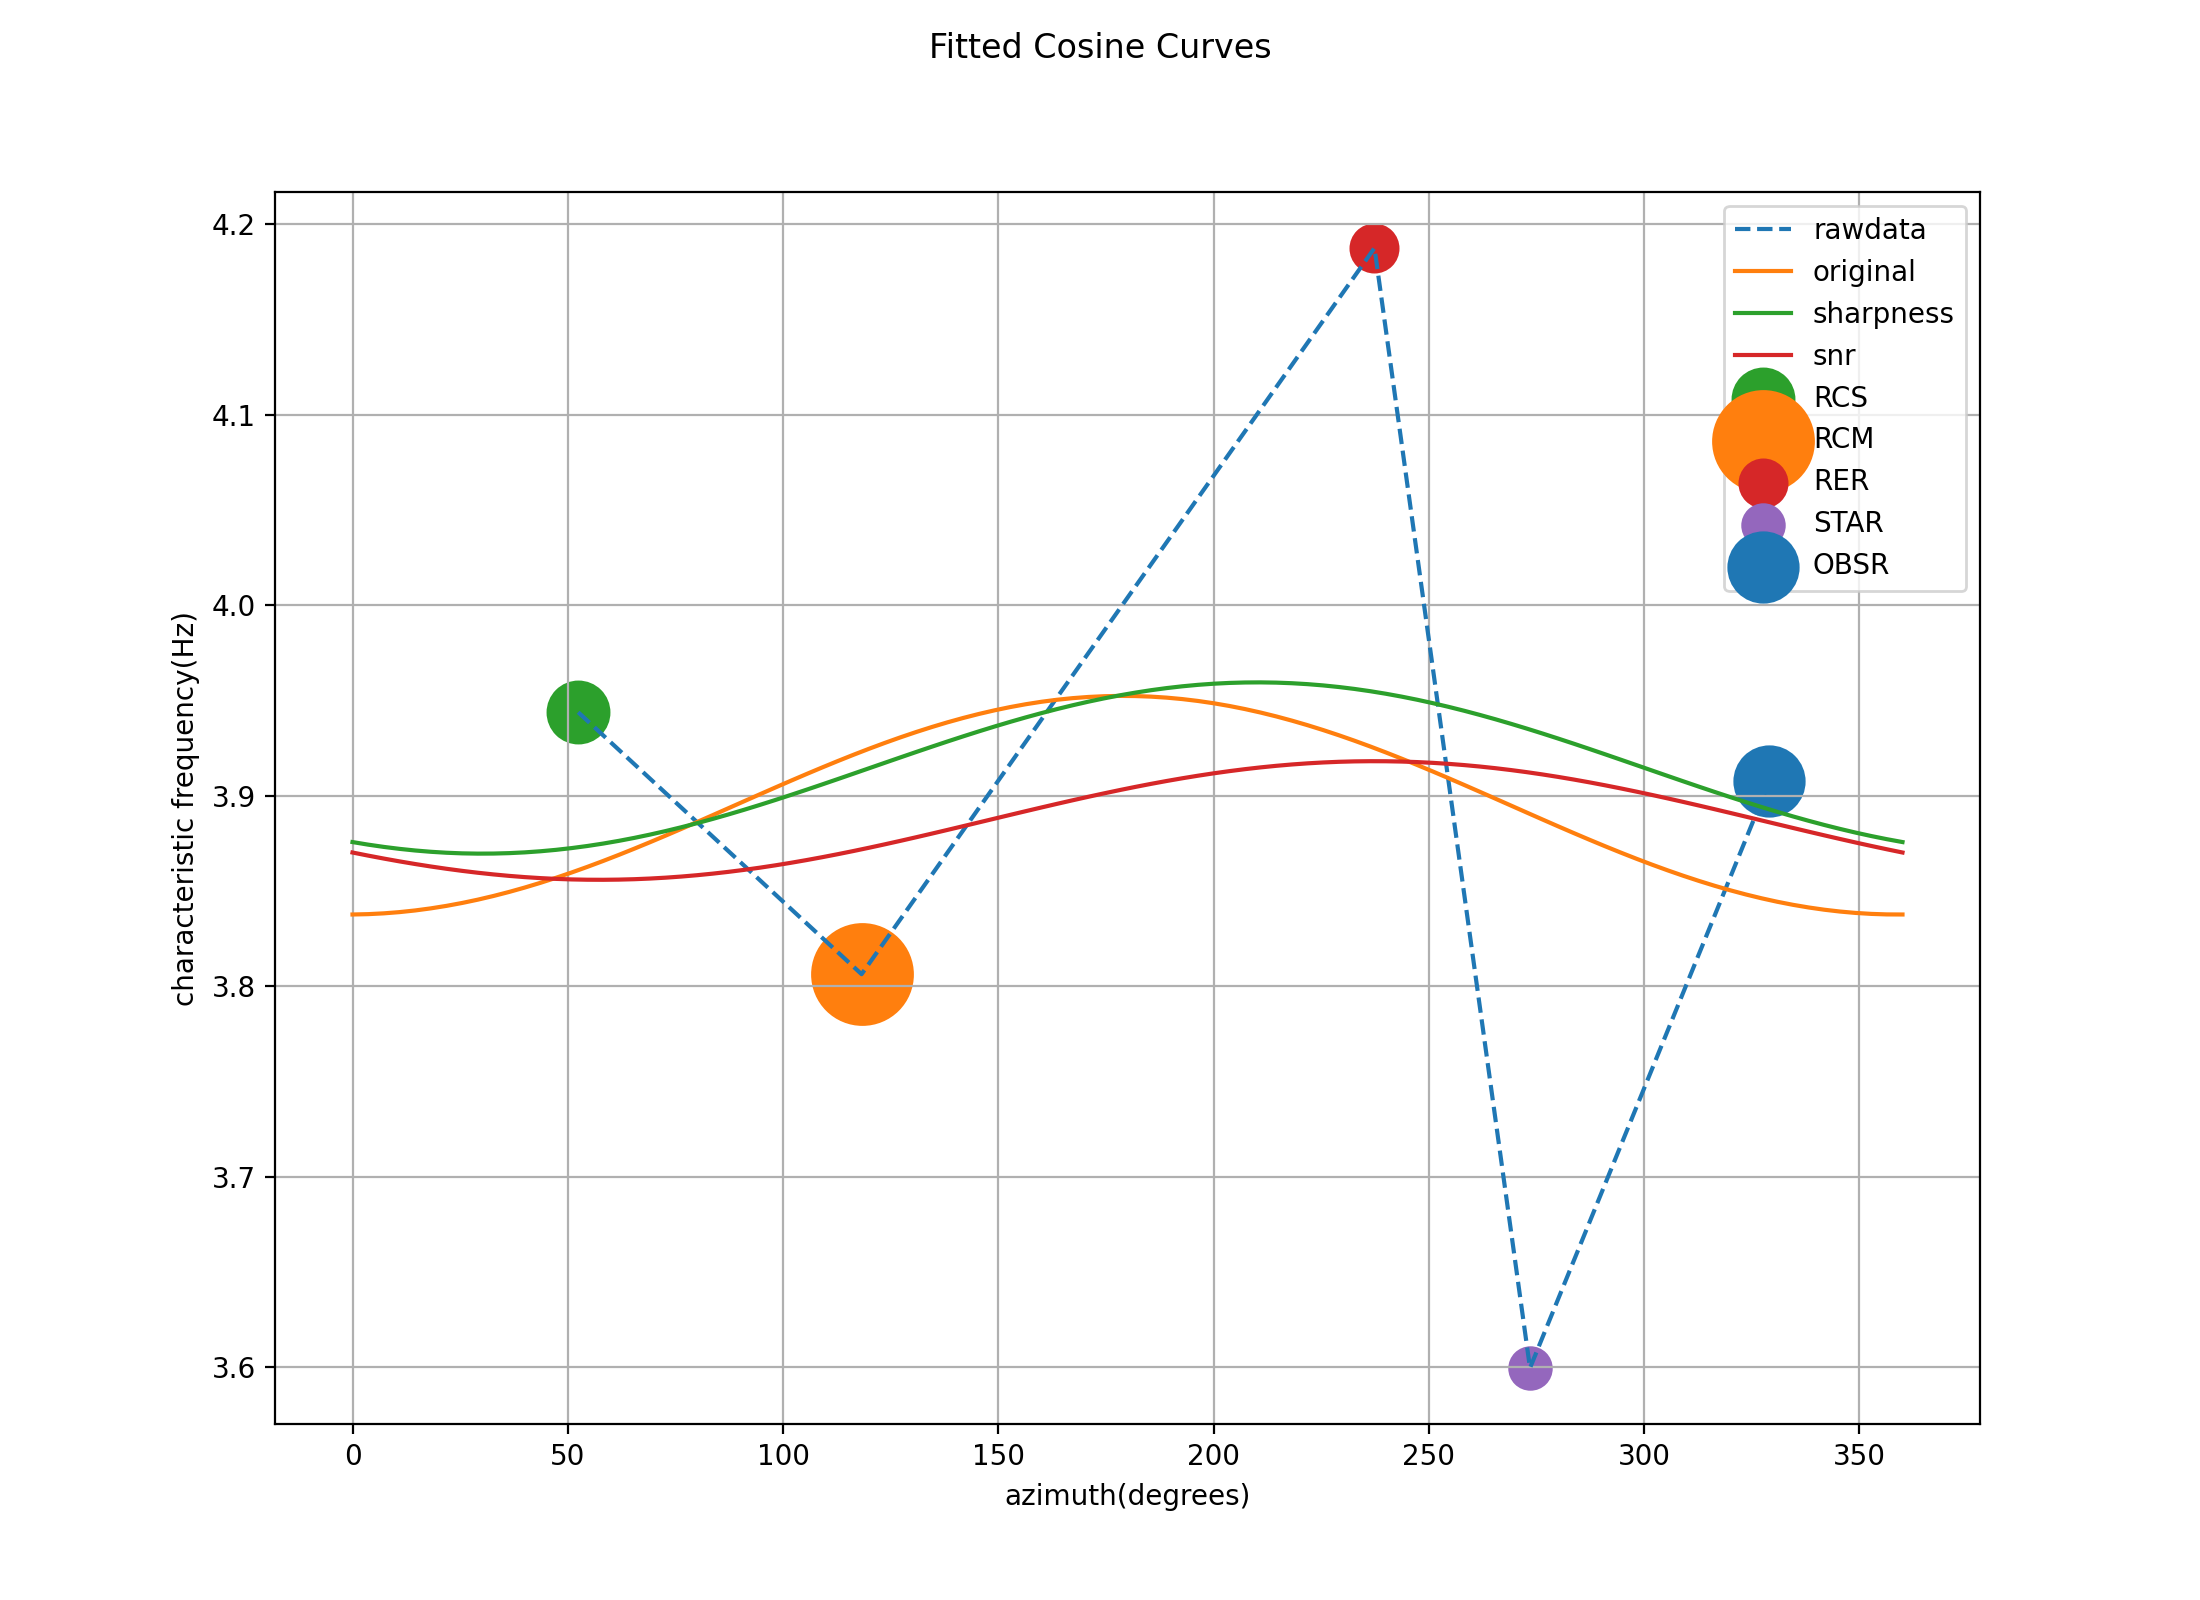 Fitted Cosine Curves
characteristic frequency(Hz)
4.2
4.1
4.0
3.9
3.8
3.7
3.6
rawdata
original
sharpness
snr
RCS
RCM
RER
STAR
OBSR
0 50 100 150 200 250 300 350
azimuth(degrees)